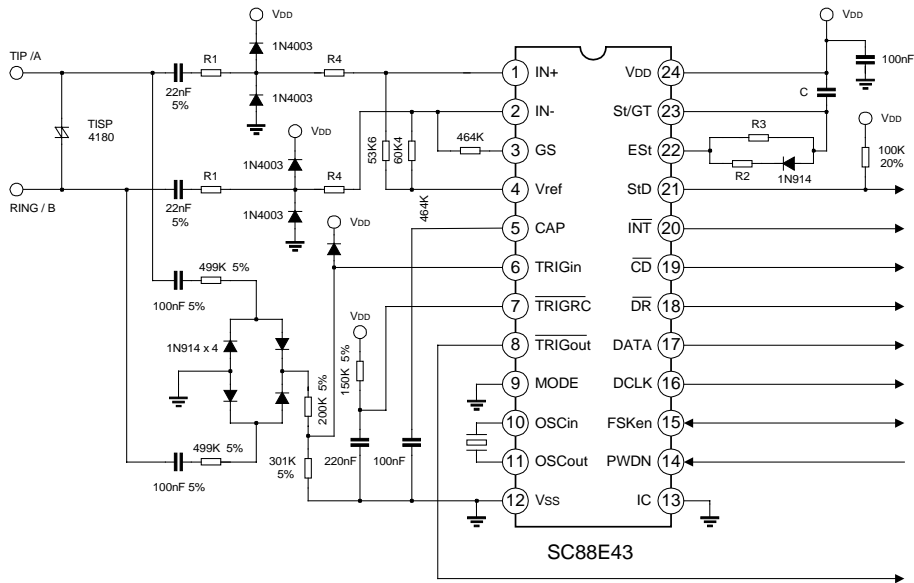 VDD
VDD
TIP /A
1N4003
R1
R4
22nF
5%
1N4003
TISP
4180
VDD
1N4003
R1
R4
22nF
5%
1N4003
RING / B
53K6
60K4
464K
464K
VDD
499K 5%
100nF 5%
1N914 x 4
VDD
150K 5%
200K 5%
499K 5%
100nF 5%
301K
5%
220nF
100nF
1 IN+
2 IN-
3 GS
4 Vref
5 CAP
6 TRIGin
7 TRIGRC
8 TRIGout
9 MODE
10 OSCin
11 OSCout
12 VSS
VDD 24
St/GT 23
ESt 22
StD 21
INT 20
CD 19
DR 18
DATA 17
DCLK 16
FSKen 15
PWDN 14
IC 13
100nF
C
R3
R2
1N914
VDD
100K
20%
SC88E43